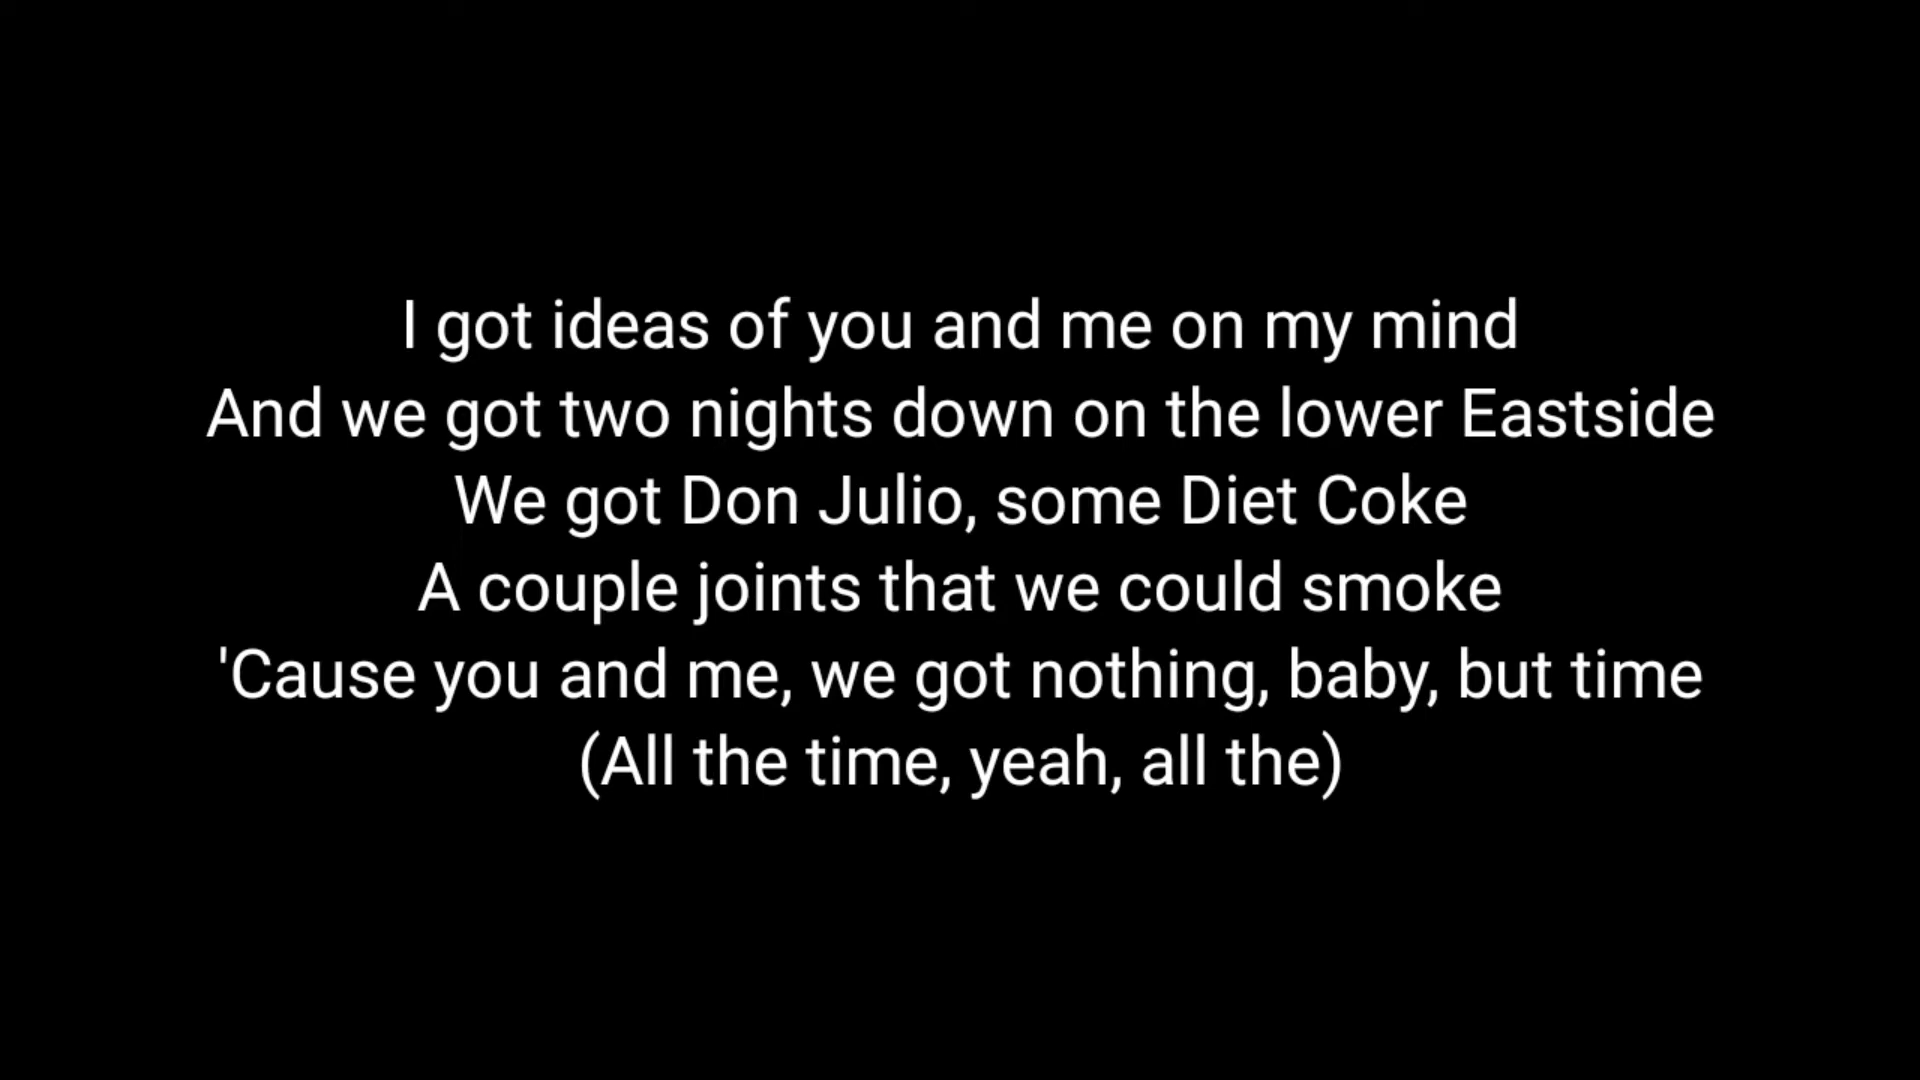 I got ideas of you and me on my mind
And we got two nights down on the lower Eastside
We got Don Julio, some Diet Coke
A couple joints that we could smoke
'Cause you and me, we got nothing, baby, but time
(All the time, yeah, all the)